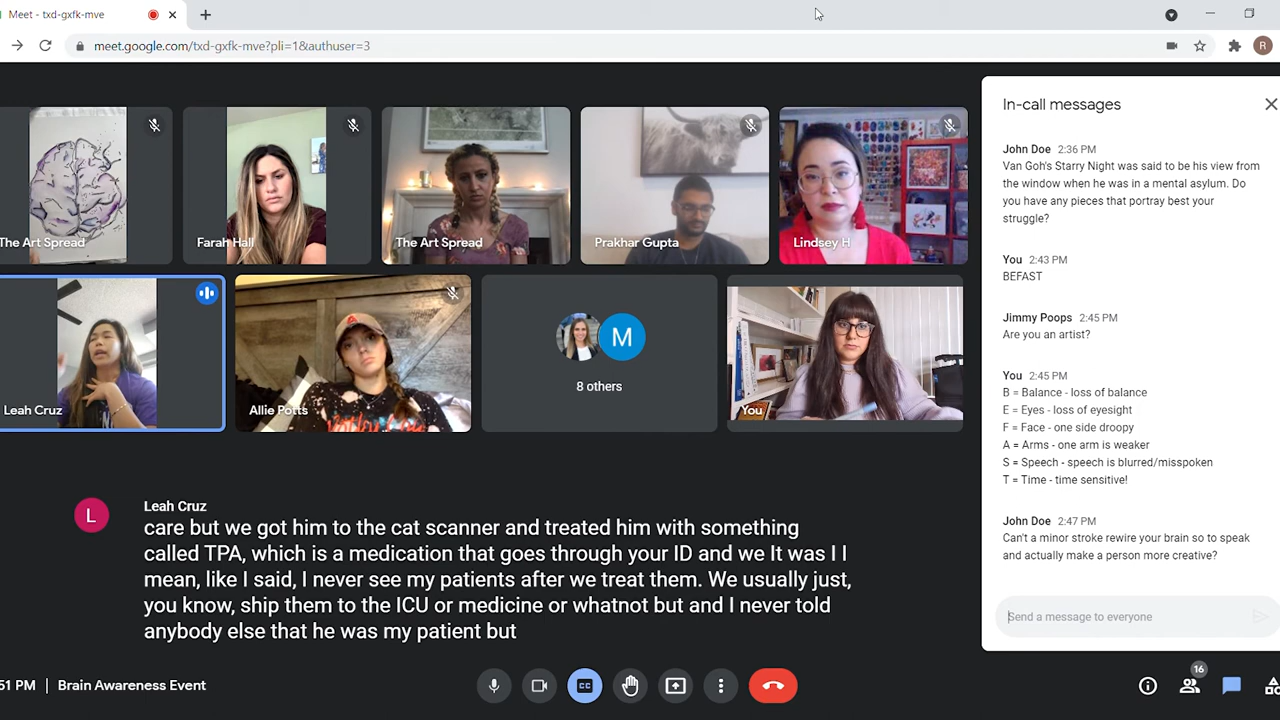 Meet - txd-gxfk-mve
meet.google.com/txd-gxfk-mve?pli=1&authuser=3
R
The Art Spread
Farah Hall
The Art Spread
Prakhar Gupta
Lindsey H
Leah Cruz
Allie Potts
M
8 others
You
L
Leah Cruz
care but we got him to the cat scanner and treated him with something
called TPA, which is a medication that goes through your ID and we It was I I
mean, like I said, I never see my patients after we treat them. We usually just,
you know, ship them to the ICU or medicine or whatnot but and I never told
anybody else that he was my patient but
51 PM | Brain Awareness Event
CC
16
In-call messages
John Doe 2:36 PM
Van Goh's Starry Night was said to be his view from
the window when he was in a mental asylum. Do
you have any pieces that portray best your
struggle?
You 2:43 PM
BEFAST
Jimmy Poops 2:45 PM
Are you an artist?
You 2:45 PM
B = Balance - loss of balance
E = Eyes - loss of eyesight
F = Face - one side droopy
A = Arms - one arm is weaker
S = Speech - speech is blurred/misspoken
T = Time - time sensitive!
John Doe 2:47 PM
Can't a minor stroke rewire your brain so to speak
and actually make a person more creative?
Send a message to everyone